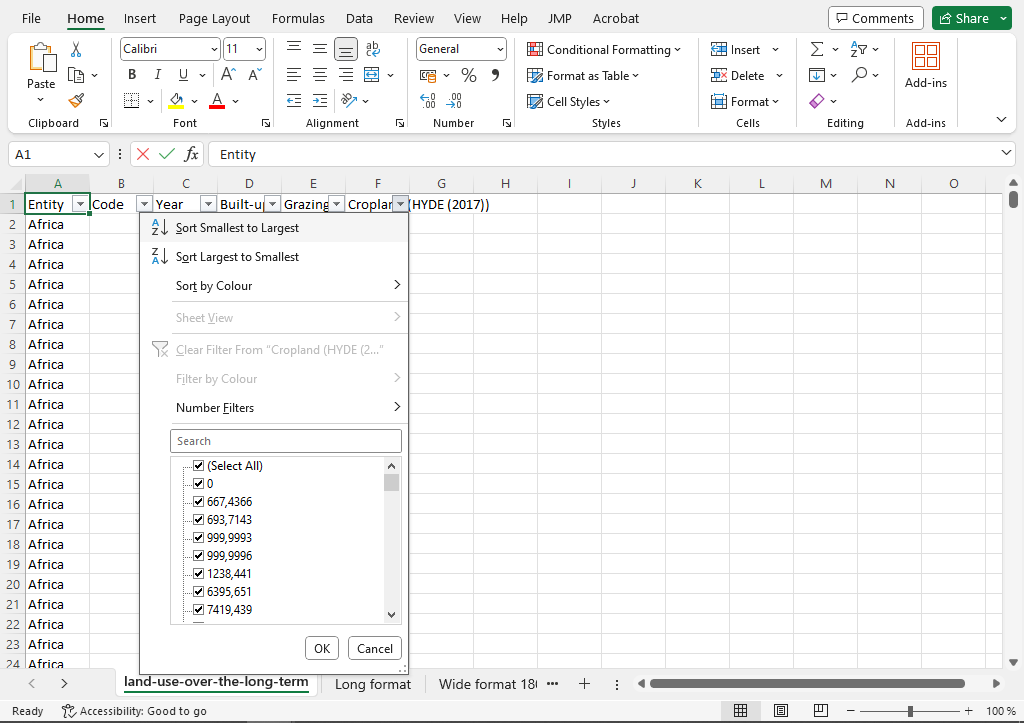 File Home Insert Page Layout Formulas Data Review View Help JMP Acrobat Comments Share
Calibri 11 General Conditional Formatting Insert
Paste Format as Table Delete Add-ins
Cell Styles Format
Clipboard Font Alignment Number Styles Cells Editing Add-ins
A1 Entity
A B C D E F G H I J K L M N O
1 Entity Code Year Built-up Grazing Cropland (HYDE (2017))
2 Africa
3 Africa
4 Africa
5 Africa
6 Africa
7 Africa
8 Africa
9 Africa
10 Africa
11 Africa
12 Africa
13 Africa
14 Africa
15 Africa
16 Africa
17 Africa
18 Africa
19 Africa
20 Africa
21 Africa
22 Africa
23 Africa
24 Africa
Sort Smallest to Largest
Sort Largest to Smallest
Sort by Colour
Sheet View
Clear Filter From "Cropland (HYDE (2..."
Filter by Colour
Number Filters
Search
(Select All)
0
667,4366
693,7143
999,9993
999,9996
1238,441
6395,651
7419,439
OK Cancel
land-use-over-the-long-term Long format Wide format 180
Ready Accessibility: Good to go 100 %